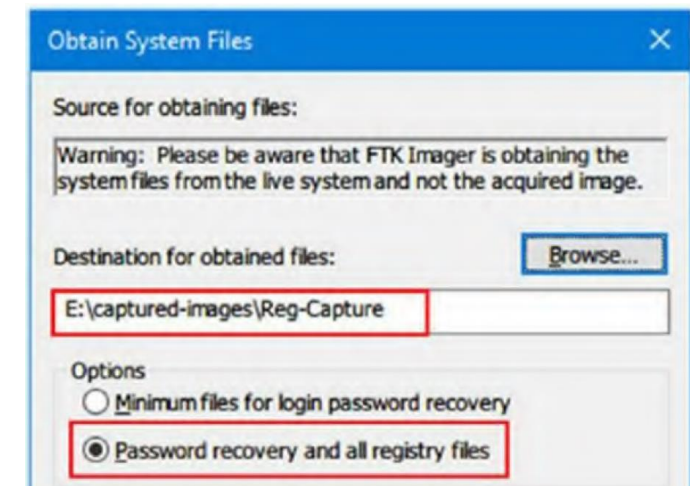 Obtain System Files
Source for obtaining files:
Warning: Please be aware that FTK Imager is obtaining the
system files from the live system and not the acquired image.
Destination for obtained files:
Browse...
E:\captured-images\Reg-Capture
Options
Minimum files for login password recovery
Password recovery and all registry files